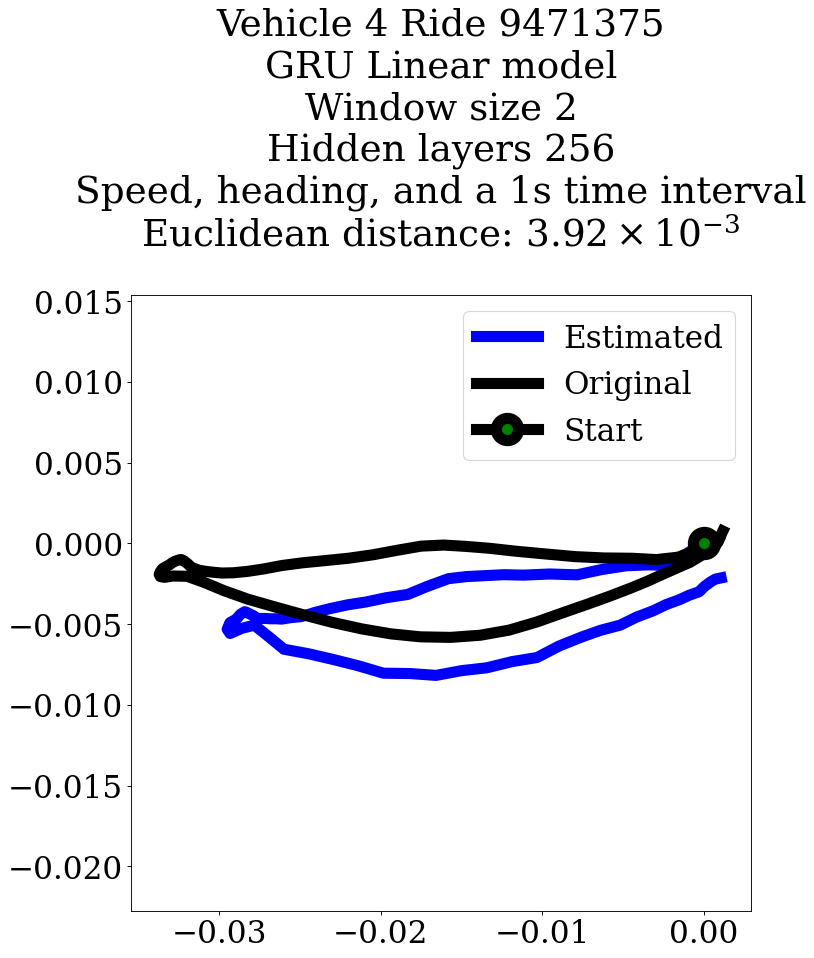 Vehicle 4 Ride 9471375
GRU Linear model
Window size 2
Hidden layers 256
Speed, heading, and a 1s time interval
Euclidean distance: 3.92 × 10⁻³
Estimated
Original
Start
0.015
0.010
0.005
0.000
−0.005
−0.010
−0.015
−0.020
−0.03 −0.02 −0.01 0.00